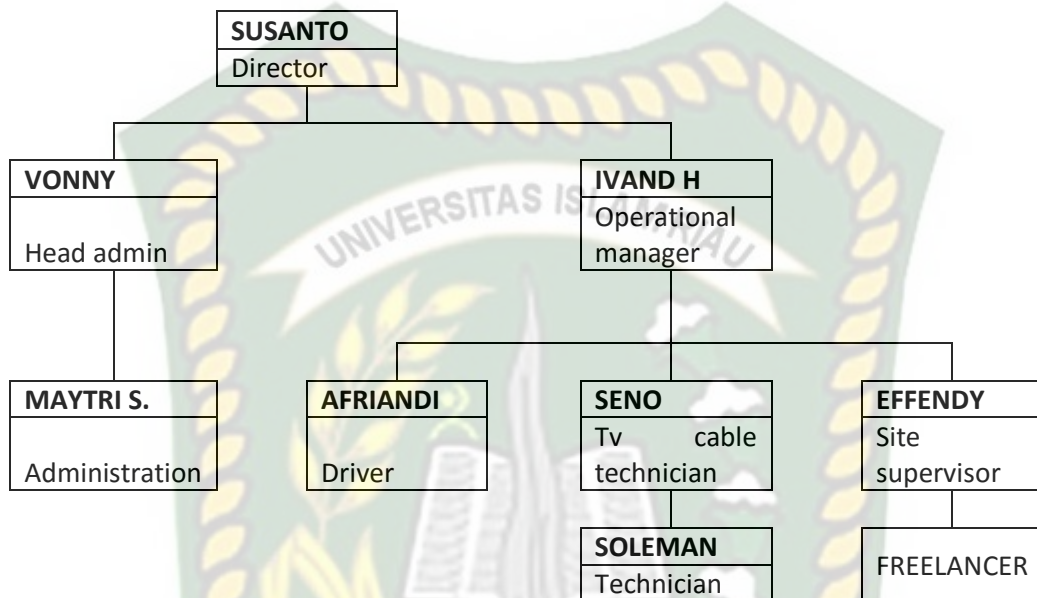 SUSANTO
Director
VONNY
Head admin
IVAND H
Operational
manager
UNIVERSITAS ISLAM RIAU
MAYTRI S.
Administration
AFRIANDI
Driver
SENO
Tv cable
technician
EFFENDY
Site
supervisor
SOLEMAN
Technician
FREELANCER